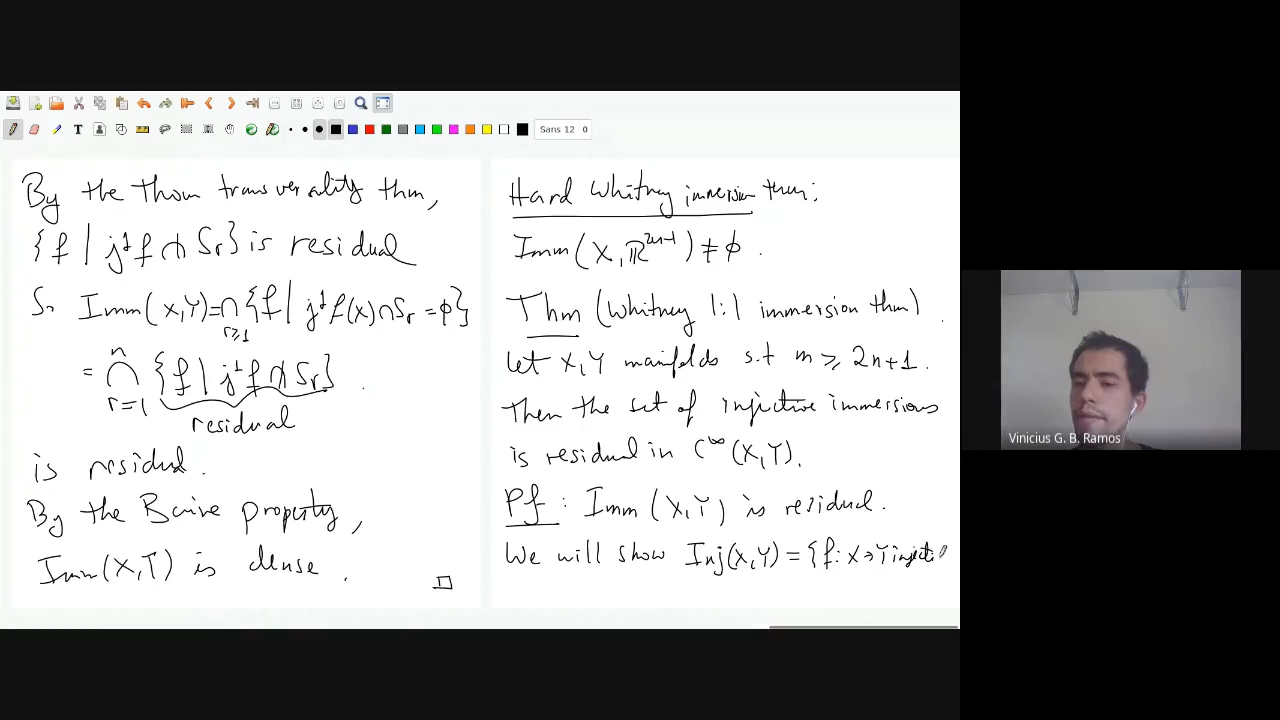 Sans 12 0
By the Thom transversality thm,
{f | j¹f ⋔ Sr} is residual
So Imm(X,Y)=∩{f | j¹f(x)∩Sr = ϕ}
r≥1
= ∩ {f | j¹f ⋔ Sr} .
n
r=1
residual
is residual.
By the Baire property,
Imm(X,Y) is dense . □
Hard Whitney immersion thm:
Imm(X, ℝ²ⁿ⁻¹) ≠ ϕ .
Thm (Whitney 1:1 immersion thm) .
Let X,Y manifolds s.t m ≥ 2n+1.
Then the set of injective immersions
is residual in C^∞(X,Y).
Pf : Imm(X,Y) is residual.
We will show Inj(X,Y) = {f: X→Y injecti
Vinicius G. B. Ramos